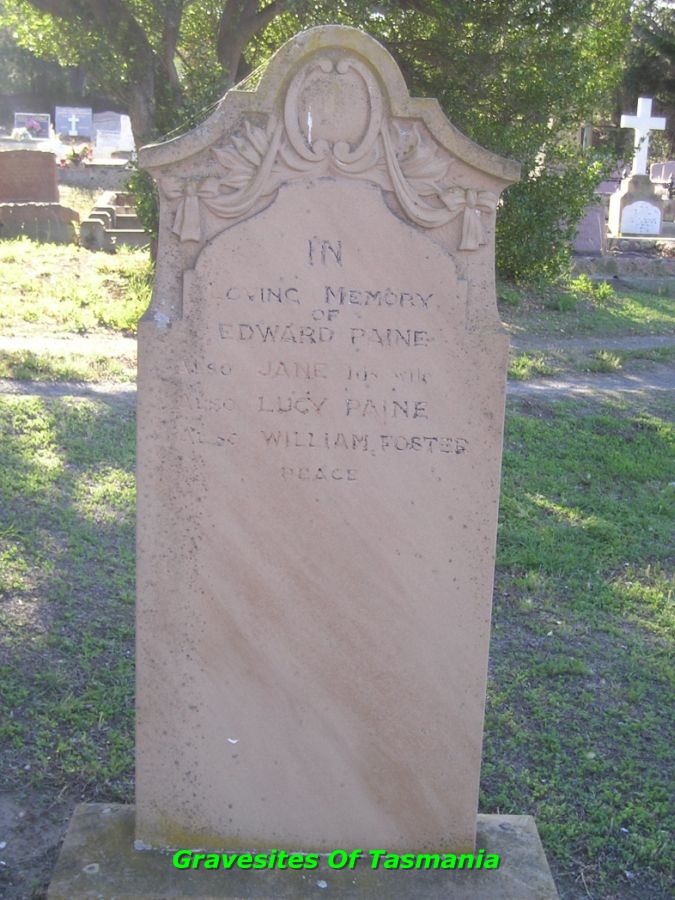 IN
LOVING MEMORY
OF
EDWARD PAINE
ALSO JANE HIS WIFE
ALSO LUCY PAINE
ALSO WILLIAM FOSTER
PEACE
Gravesites Of Tasmania